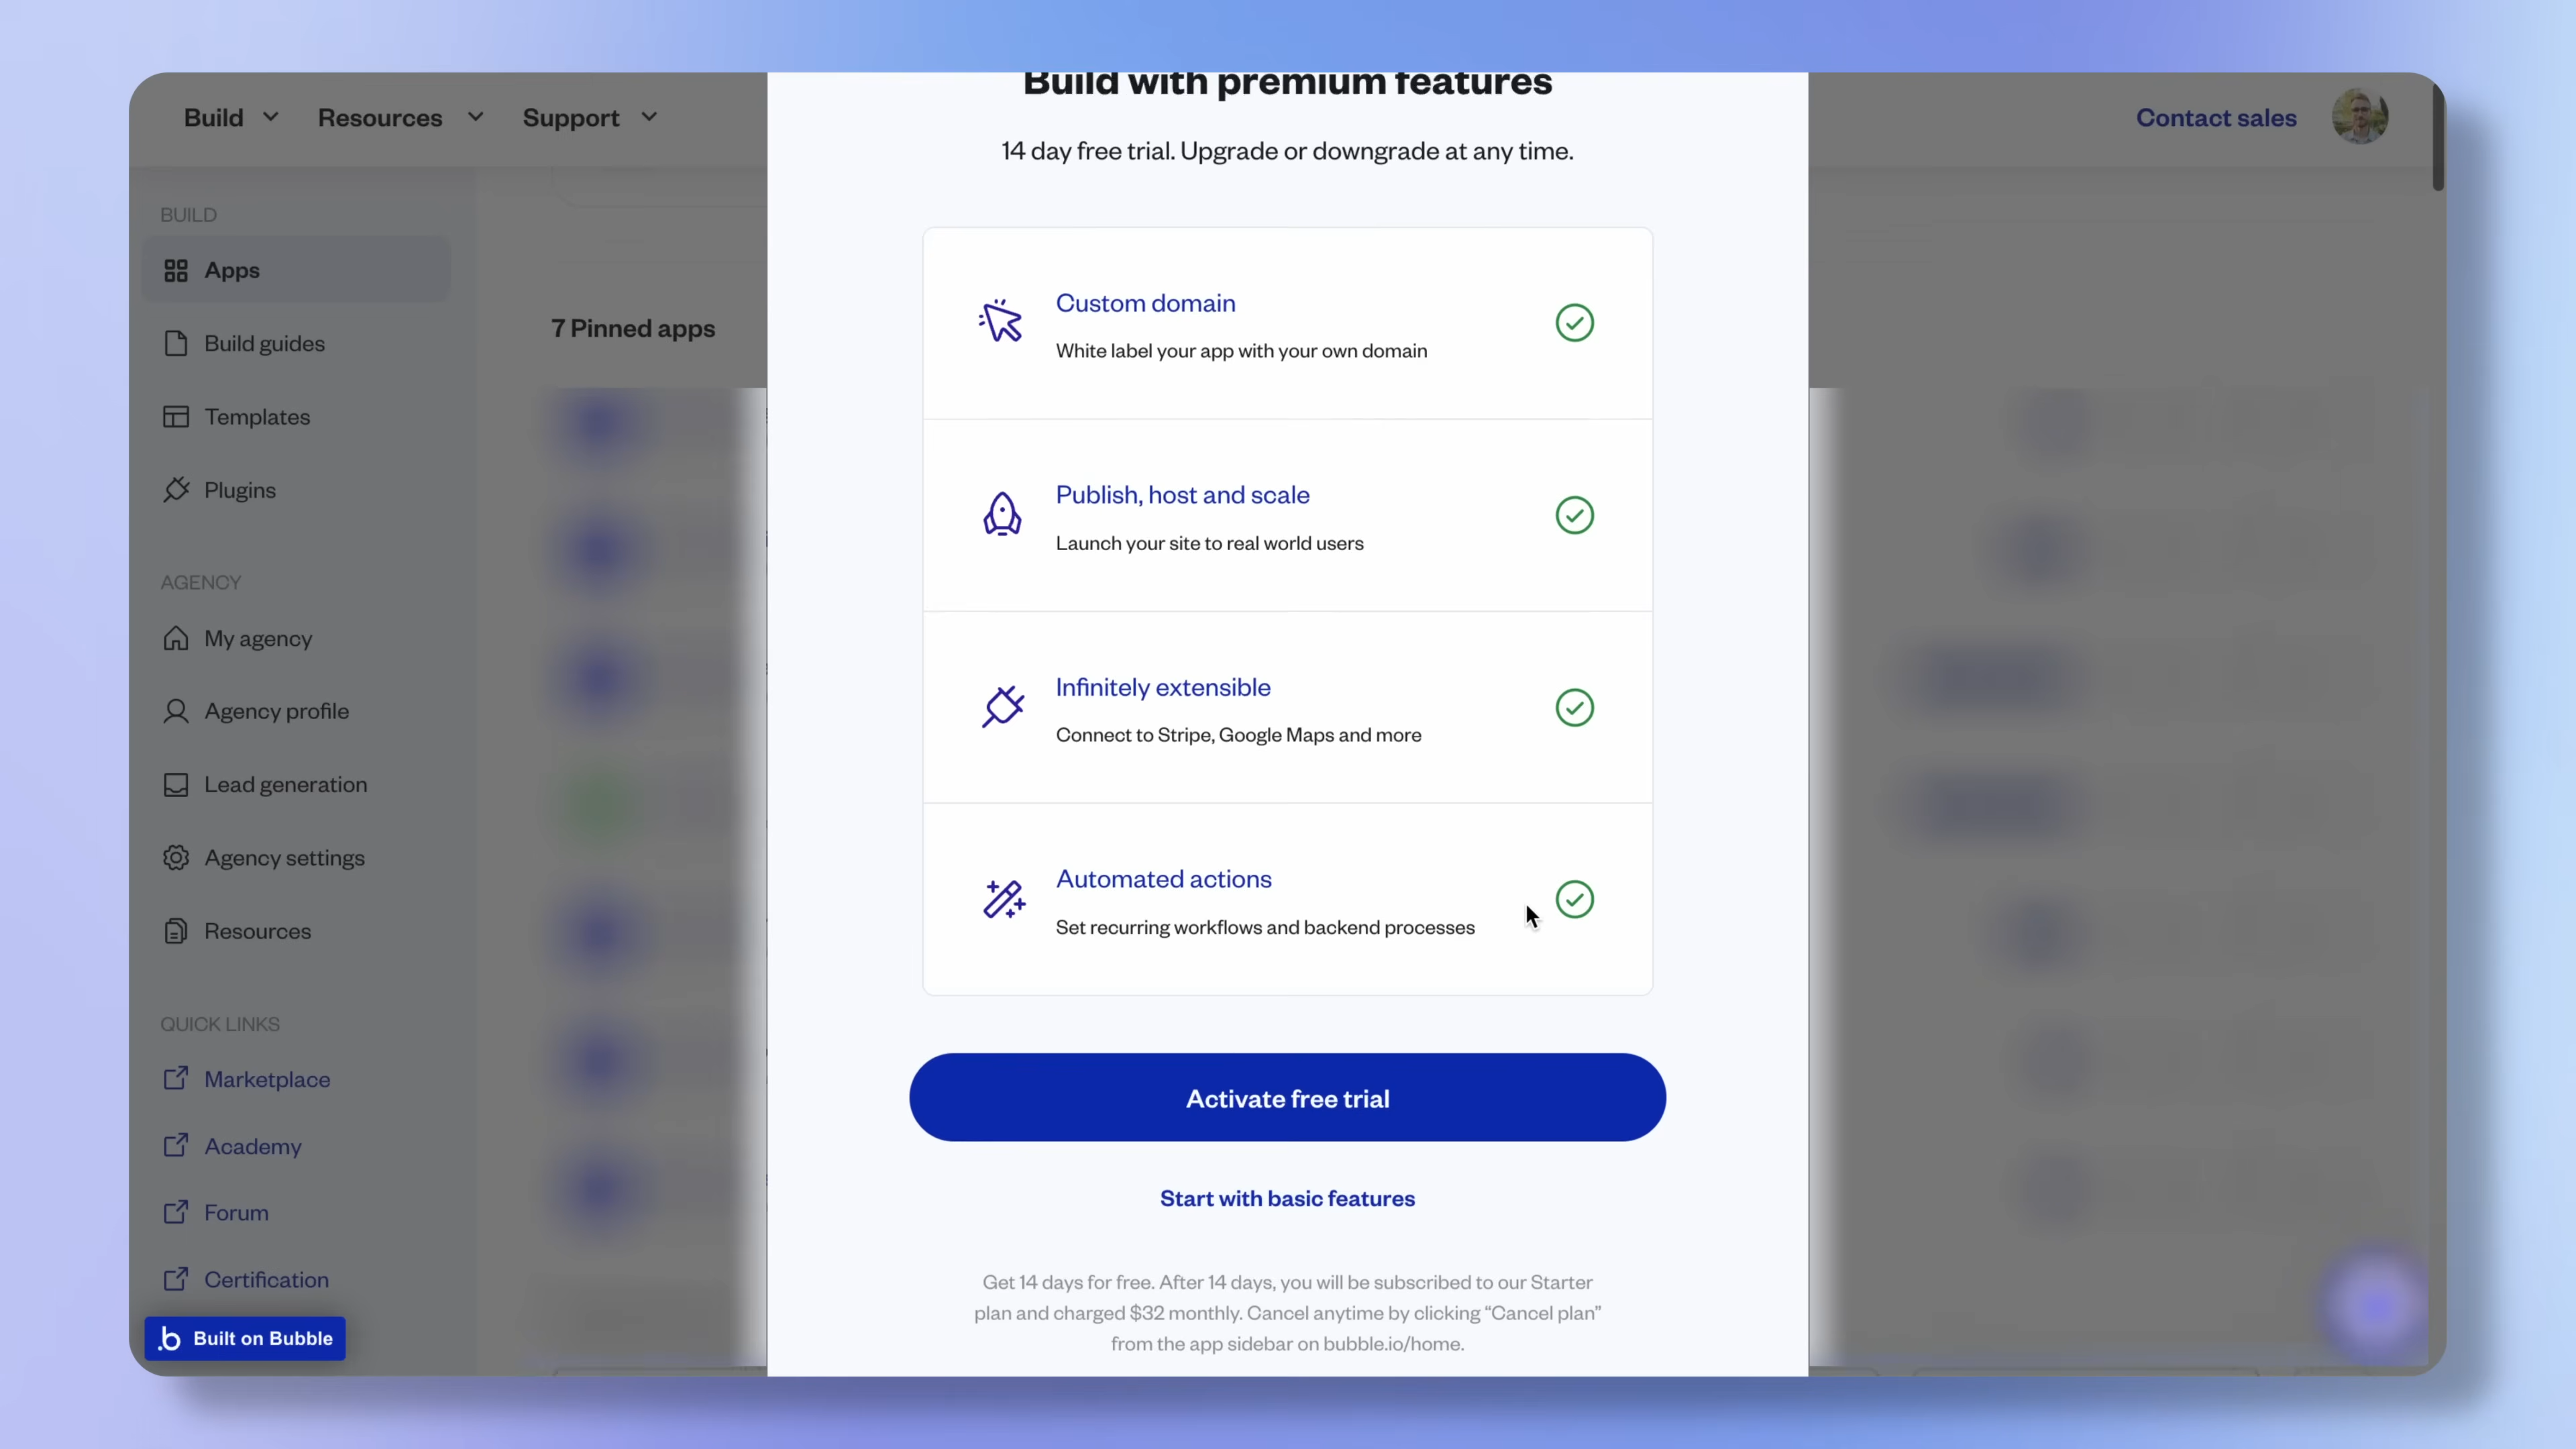 Build
Resources
Support
Contact sales
BUILD
Apps
Build guides
Templates
Plugins
AGENCY
My agency
Agency profile
Lead generation
Agency settings
Resources
QUICK LINKS
Marketplace
Academy
Forum
Certification
.b Built on Bubble
7 Pinned apps
Build with premium features
14 day free trial. Upgrade or downgrade at any time.
Custom domain
White label your app with your own domain
Publish, host and scale
Launch your site to real world users
Infinitely extensible
Connect to Stripe, Google Maps and more
Automated actions
Set recurring workflows and backend processes
Activate free trial
Start with basic features
Get 14 days for free. After 14 days, you will be subscribed to our Starter
plan and charged $32 monthly. Cancel anytime by clicking “Cancel plan”
from the app sidebar on bubble.io/home.